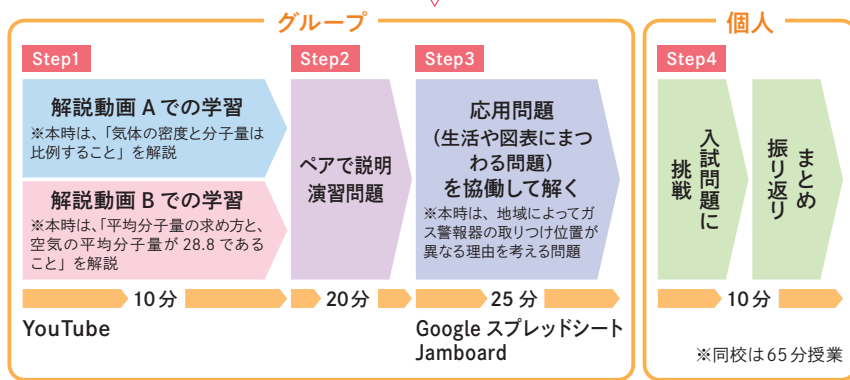 グループ
Step1
解説動画 A での学習
※本時は、「気体の密度と分子量は
比例すること」を解説
解説動画 B での学習
※本時は、「平均分子量の求め方と、
空気の平均分子量が 28.8 であるこ
と」を解説
Step2
ペアで説明
演習問題
Step3
応用問題
(生活や図表にまつ
わる問題)
を協働して解く
※本時は、地域によってガ
ス警報器の取りつけ位置が
異なる理由を考える問題
10分
20分
25分
YouTube
Google スプレッドシート
Jamboard
個人
Step4
入試問題に
挑戦
まとめ
振り返り
10分
※同校は65分授業